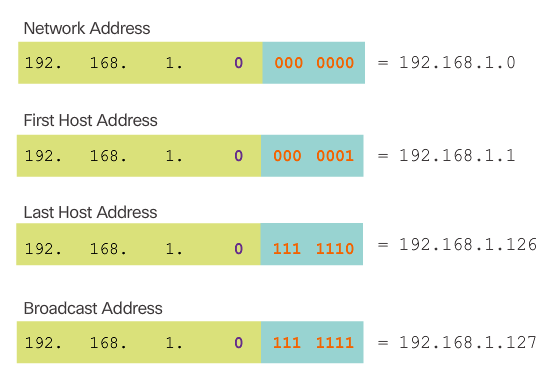 Network Address
192. 168. 1. 0 000 0000 = 192.168.1.0
First Host Address
192. 168. 1. 0 000 0001 = 192.168.1.1
Last Host Address
192. 168. 1. 0 111 1110 = 192.168.1.126
Broadcast Address
192. 168. 1. 0 111 1111 = 192.168.1.127